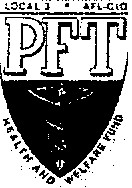 LOCAL 3 * AFL-CIO
PFT
HEALTH AND WELFARE FUND